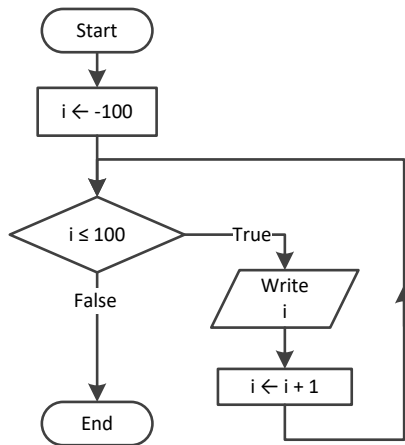 Start
i ← -100
i ≤ 100
True
False
Write
i
i ← i + 1
End